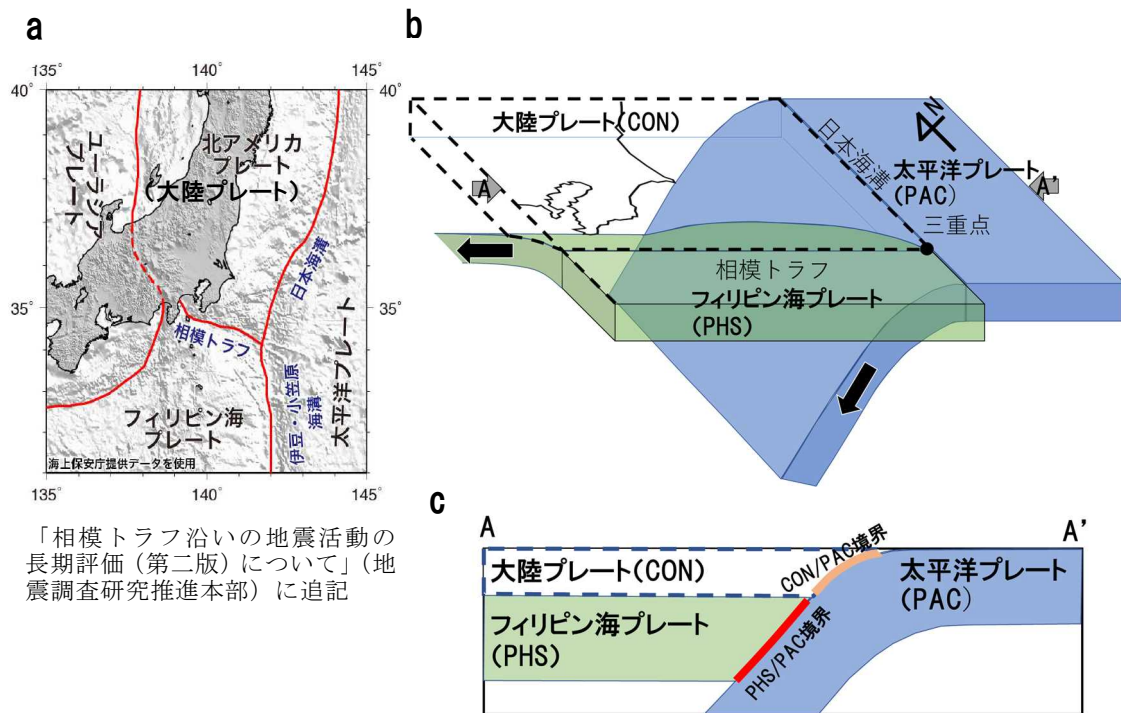 a
135°
140°
145°
40°
35°
ユーラシア
プレート
北アメリカ
プレート
(大陸プレート)
日本海溝
相模トラフ
太平洋プレート
伊豆・小笠原
海溝
フィリピン海
プレート
海上保安庁提供データを使用
135°
140°
145°
「相模トラフ沿いの地震活動の
長期評価(第二版)について」(地
震調査研究推進本部)に追記
b
大陸プレート(CON)
N
日本海溝
太平洋プレート
(PAC)
A
A'
三重点
相模トラフ
フィリピン海プレート
(PHS)
c
A
A'
大陸プレート(CON)
CON/PAC境界
太平洋プレート
(PAC)
フィリピン海プレート
(PHS)
PHS/PAC境界